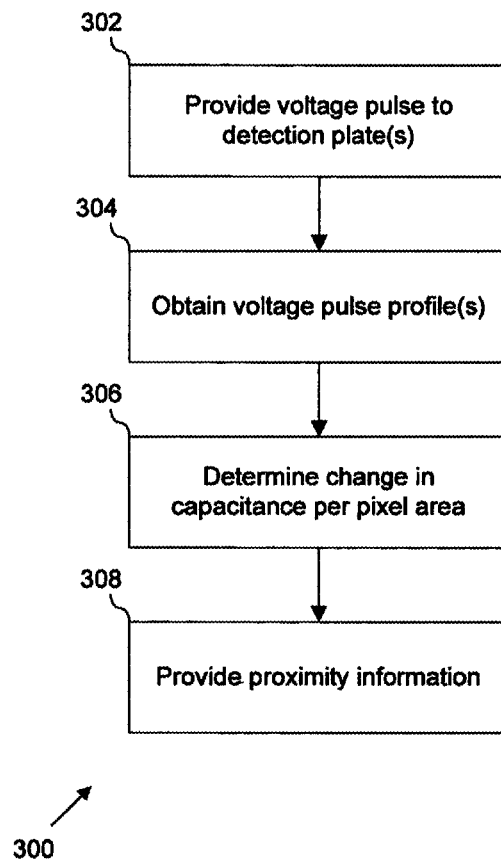 302
Provide voltage pulse to
detection plate(s)
304
Obtain voltage pulse profile(s)
306
Determine change in
capacitance per pixel area
308
Provide proximity information
300